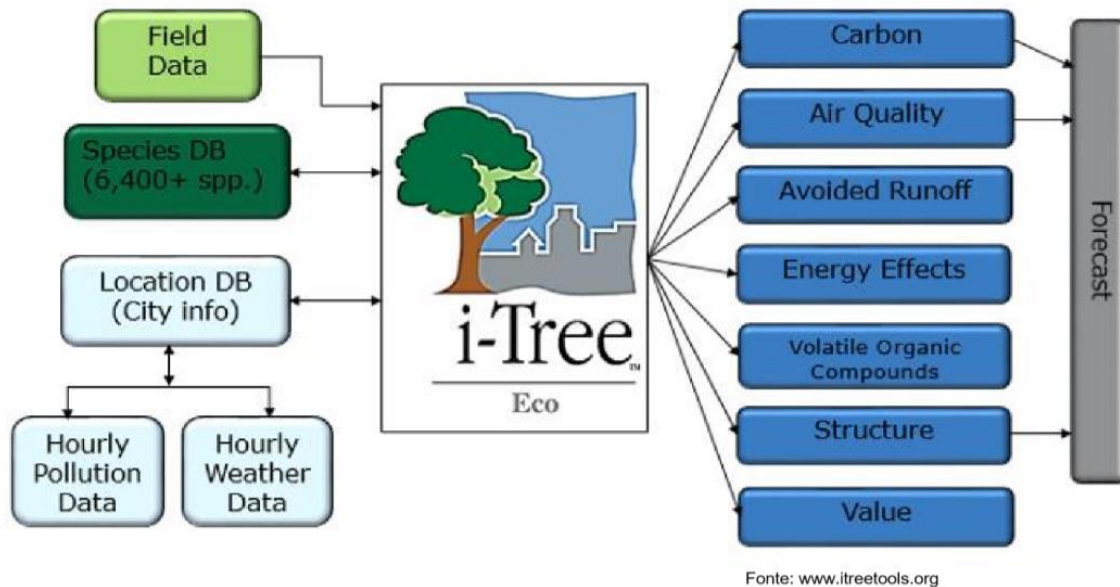 Field
Data
Species DB
(6,400+ spp.)
Location DB
(City info)
Hourly
Pollution
Data
Hourly
Weather
Data
i-Tree™
Eco
Carbon
Air Quality
Avoided Runoff
Energy Effects
Volatile Organic
Compounds
Structure
Value
Forecast
Fonte: www.itreetools.org